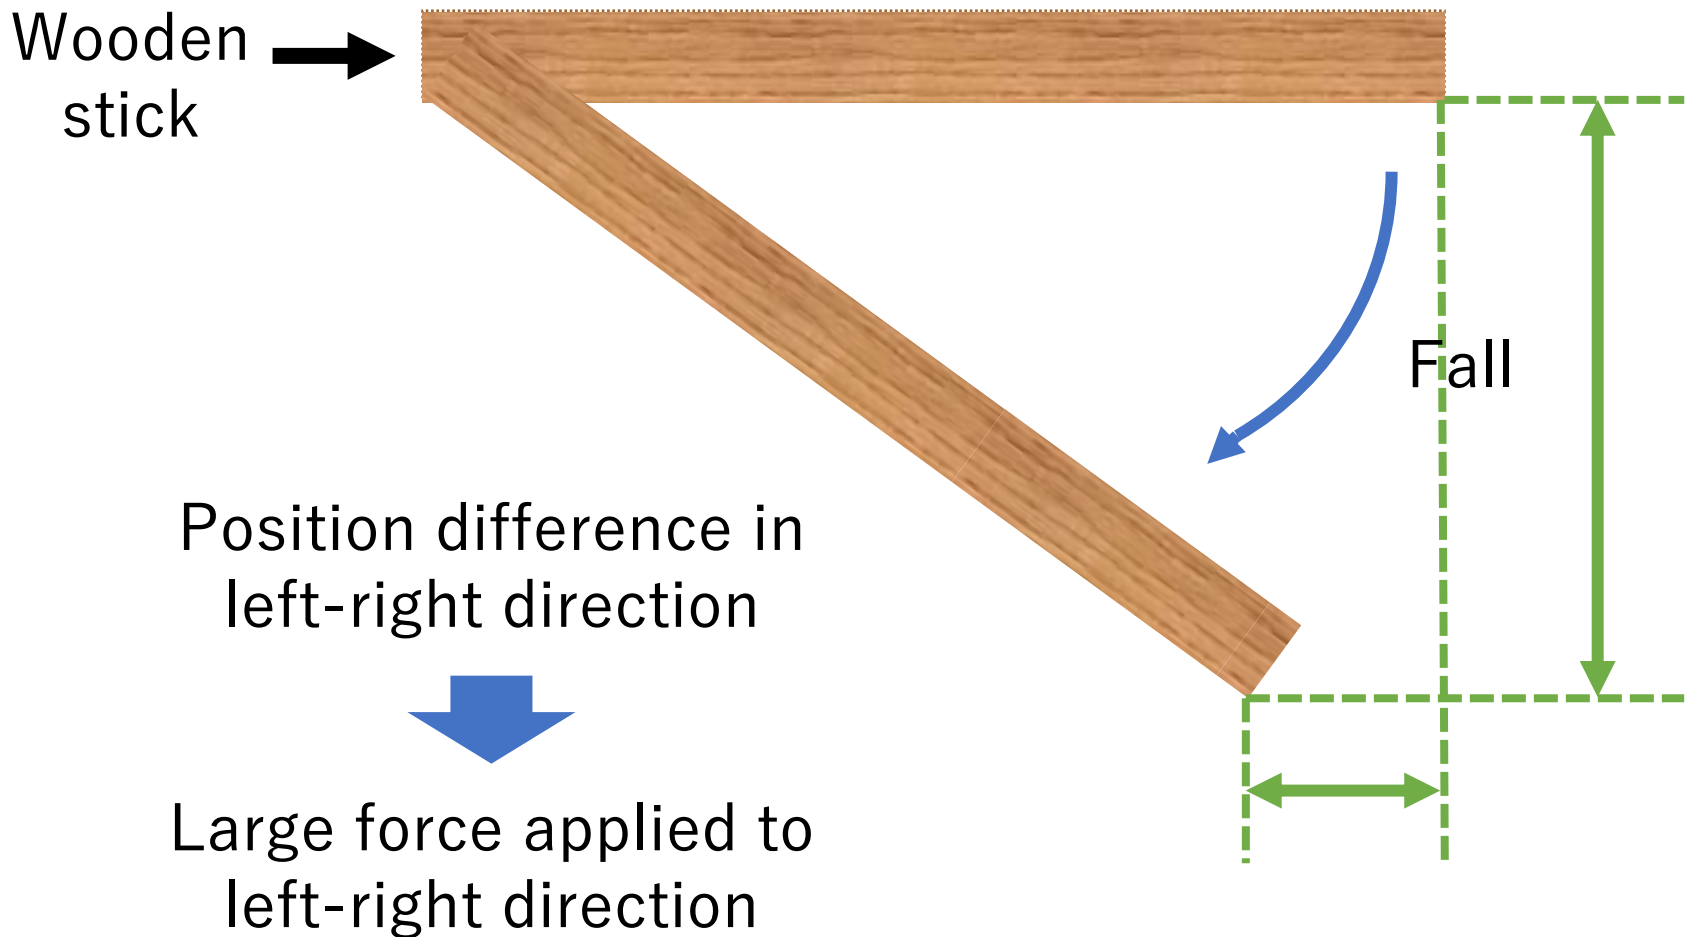 Wooden
stick
Fall
Position difference in
left-right direction
Large force applied to
left-right direction